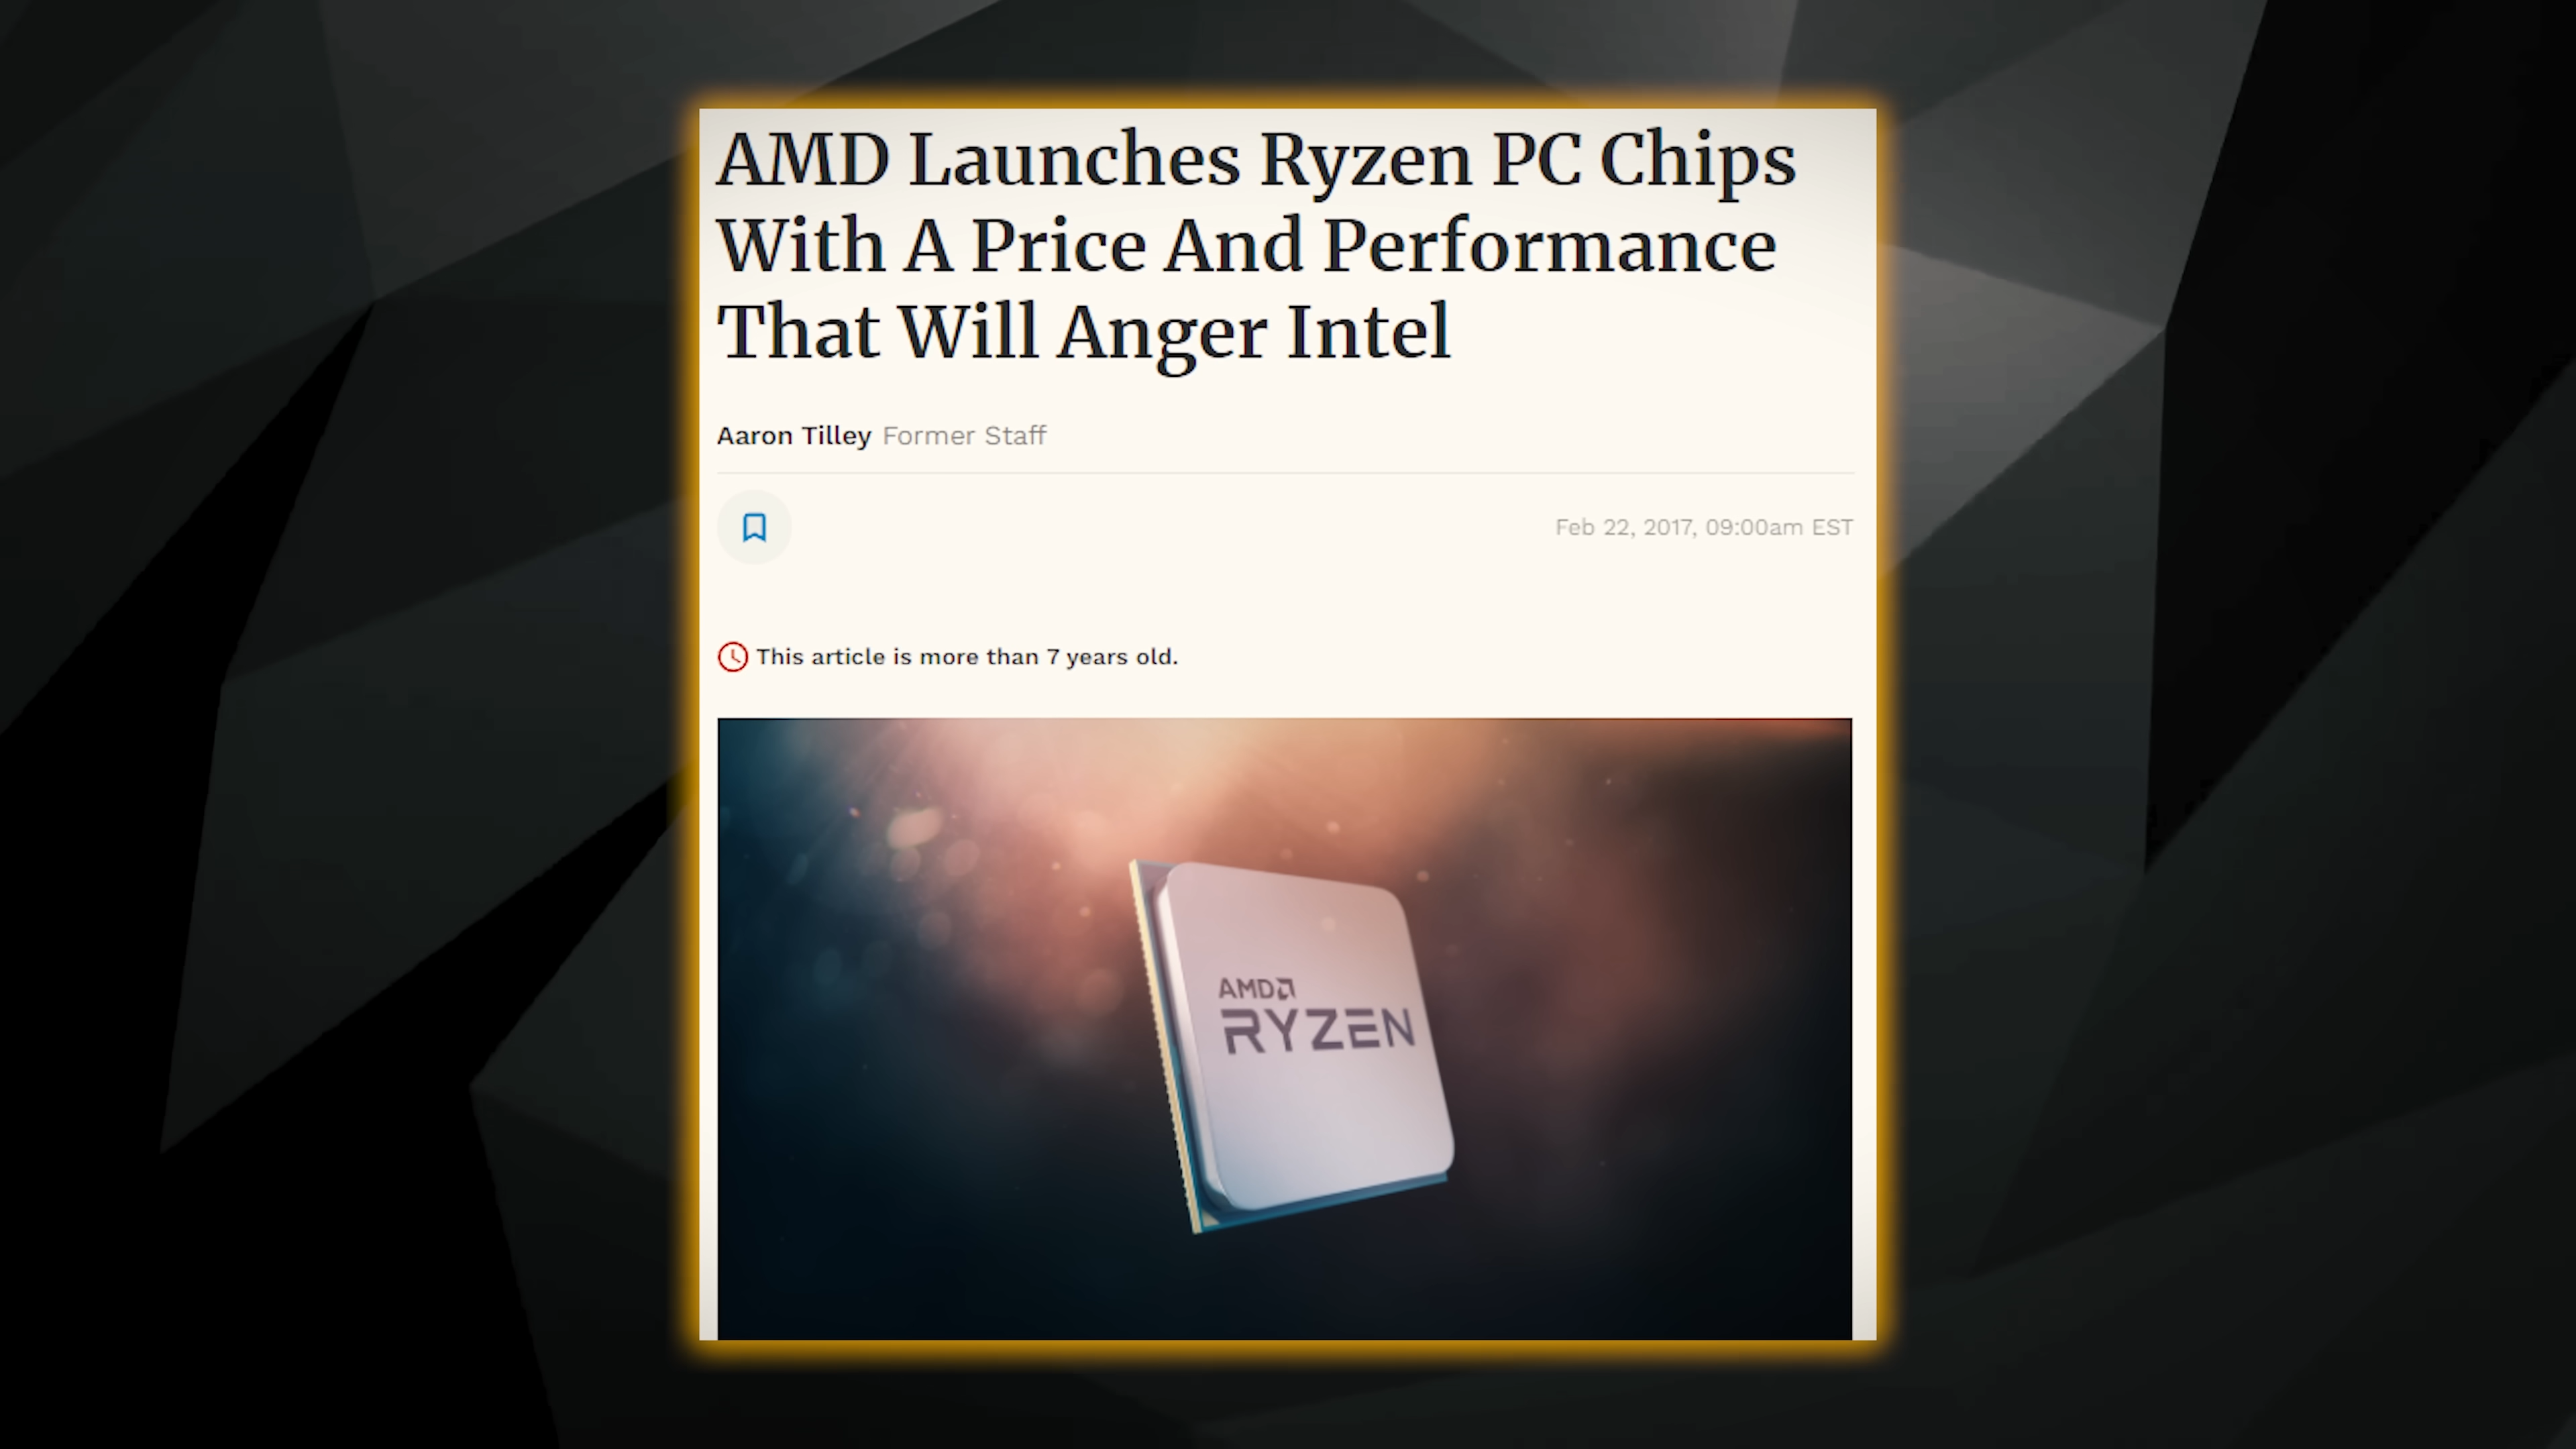 AMD Launches Ryzen PC Chips
With A Price And Performance
That Will Anger Intel
Aaron Tilley Former Staff
Feb 22, 2017, 09:00am EST
This article is more than 7 years old.
AMD
RYZEN